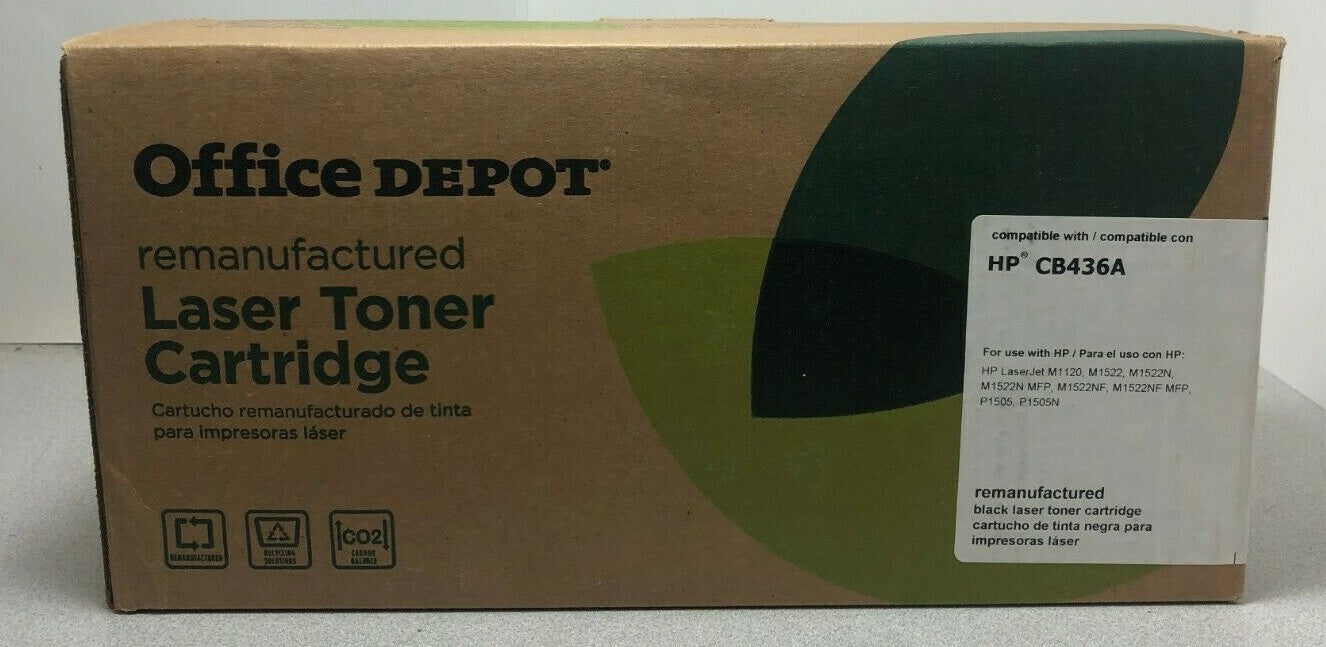 Office DEPOT®
remanufactured
Laser Toner
Cartridge
Cartucho remanufacturado de tinta
para impresoras láser
REMANUFACTURED
RECYCLING
SOLUTIONS
CO2
CARBON
BALANCE
compatible with / compatible con
HP® CB436A
For use with HP / Para el uso con HP:
HP LaserJet M1120, M1522, M1522N,
M1522N MFP, M1522NF, M1522NF MFP,
P1505, P1505N
remanufactured
black laser toner cartridge
cartucho de tinta negra para
impresoras láser